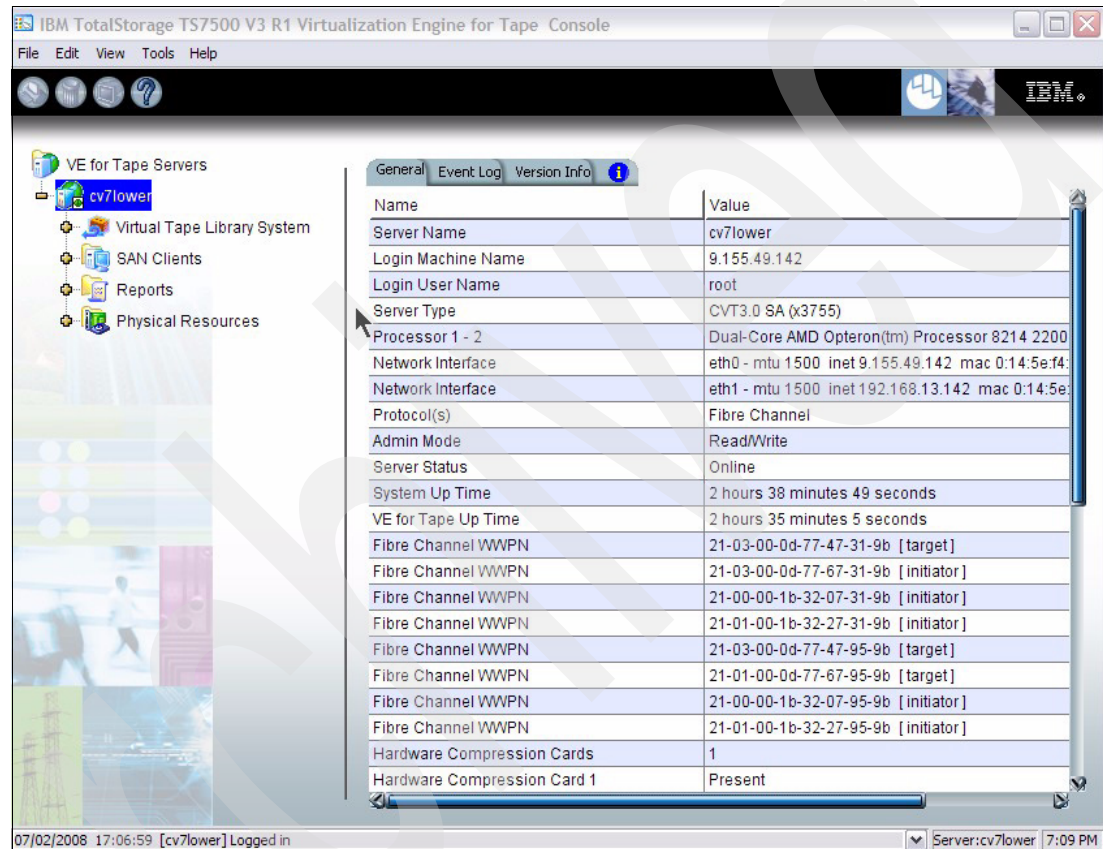 IBM TotalStorage TS7500 V3 R1 Virtualization Engine for Tape Console
File Edit View Tools Help
IBM
VE for Tape Servers
cv7lower
Virtual Tape Library System
SAN Clients
Reports
Physical Resources
General Event Log Version Info
Name Value
Server Name cv7lower
Login Machine Name 9.155.49.142
Login User Name root
Server Type CVT3.0 SA (x3755)
Processor 1 - 2 Dual-Core AMD Opteron(tm) Processor 8214 2200
Network Interface eth0 - mtu 1500 inet 9.155.49.142 mac 0:14:5e:f4:
Network Interface eth1 - mtu 1500 inet 192.168.13.142 mac 0:14:5e:
Protocol(s) Fibre Channel
Admin Mode Read/Write
Server Status Online
System Up Time 2 hours 38 minutes 49 seconds
VE for Tape Up Time 2 hours 35 minutes 5 seconds
Fibre Channel WWPN 21-03-00-0d-77-47-31-9b [target]
Fibre Channel WWPN 21-03-00-0d-77-67-31-9b [initiator]
Fibre Channel WWPN 21-00-00-1b-32-07-31-9b [initiator]
Fibre Channel WWPN 21-01-00-1b-32-27-31-9b [initiator]
Fibre Channel WWPN 21-03-00-0d-77-47-95-9b [target]
Fibre Channel WWPN 21-01-00-0d-77-67-95-9b [target]
Fibre Channel WWPN 21-00-00-1b-32-07-95-9b [initiator]
Fibre Channel WWPN 21-01-00-1b-32-27-95-9b [initiator]
Hardware Compression Cards 1
Hardware Compression Card 1 Present
07/02/2008 17:06:59 [cv7lower] Logged in Server:cv7lower 7:09 PM